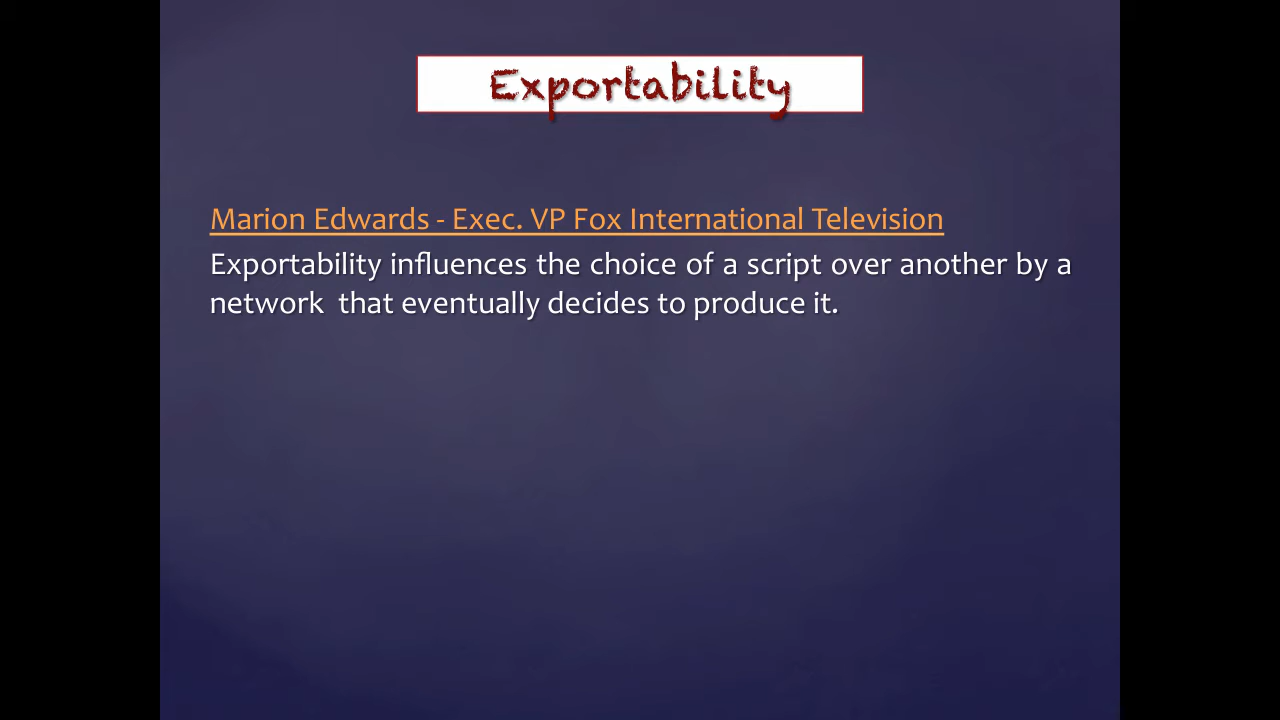 Exportability
Marion Edwards - Exec. VP Fox International Television
Exportability influences the choice of a script over another by a
network  that eventually decides to produce it.